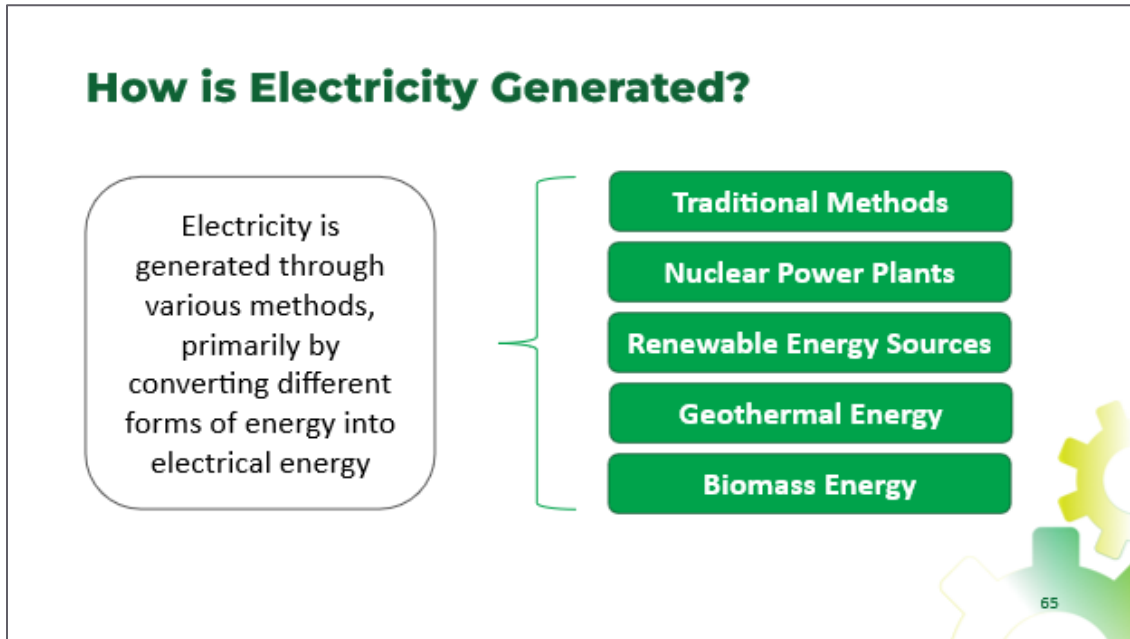 How is Electricity Generated?
Electricity is
generated through
various methods,
primarily by
converting different
forms of energy into
electrical energy
Traditional Methods
Nuclear Power Plants
Renewable Energy Sources
Geothermal Energy
Biomass Energy
65